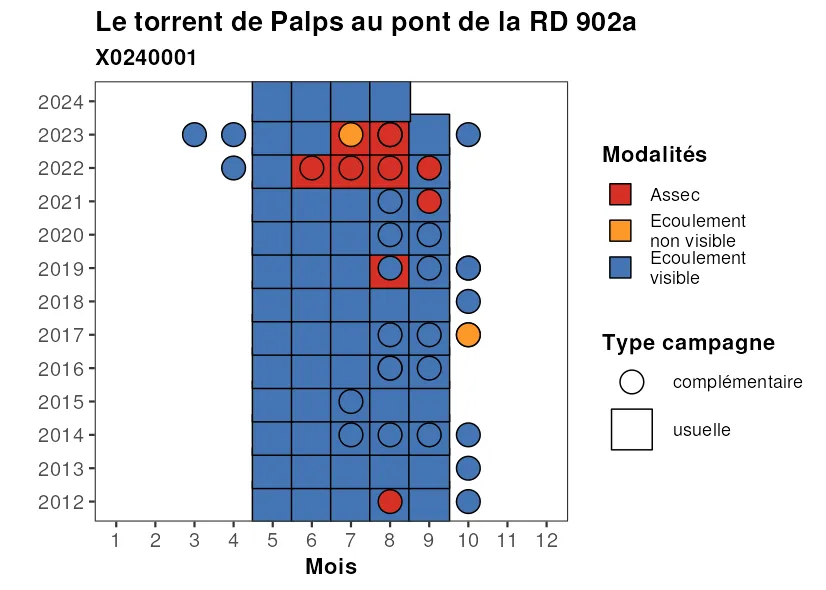 Le torrent de Palps au pont de la RD 902a
X0240001
2024
2023
2022
2021
2020
2019
2018
2017
2016
2015
2014
2013
2012
1 2 3 4 5 6 7 8 9 10 11 12
Mois
Modalités
Assec
Ecoulement
non visible
Ecoulement
visible
Type campagne
complémentaire
usuelle